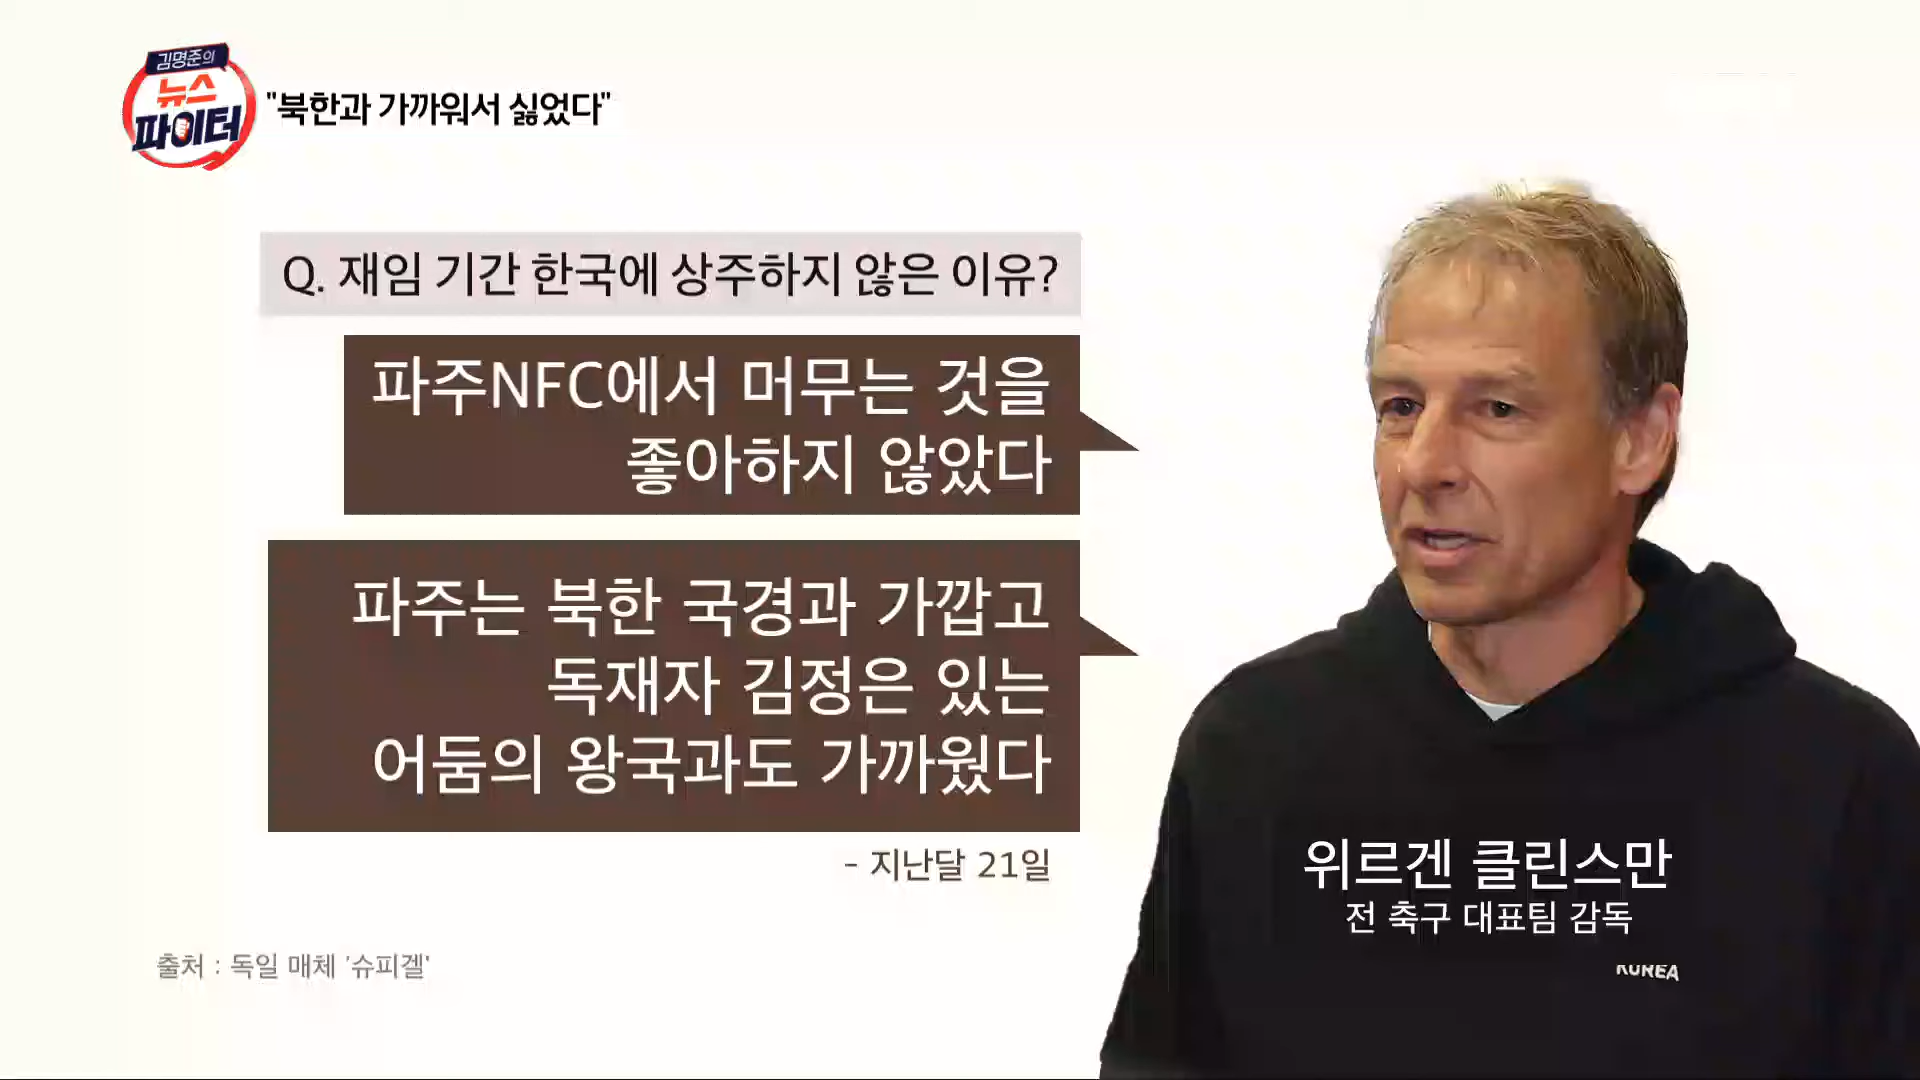 김명준의
뉴스
파이터
"북한과 가까워서 싫었다"
Q. 재임 기간 한국에 상주하지 않은 이유?
파주NFC에서 머무는 것을
좋아하지 않았다
파주는 북한 국경과 가깝고
독재자 김정은 있는
어둠의 왕국과도 가까웠다
- 지난달 21일
위르겐 클린스만
전 축구 대표팀 감독
KOREA
출처 : 독일 매체 '슈피겔'